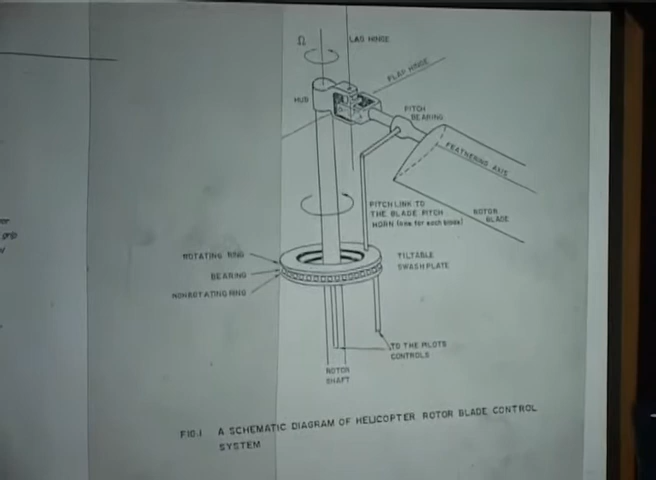 Ω
LAG HINGE
FLAG HINGE
HUB
PITCH
BEARING
FEATHERING AXIS
PITCH LINK TO
THE BLADE PITCH
HORN (one for each blade)
ROTOR
BLADE
ROTATING RING
BEARING
NONROTATING RING
TILTABLE
SWASH PLATE
TO THE PILOTS
CONTROLS
ROTOR
SHAFT
FIG.1 A SCHEMATIC DIAGRAM OF HELICOPTER ROTOR BLADE CONTROL
SYSTEM
grip